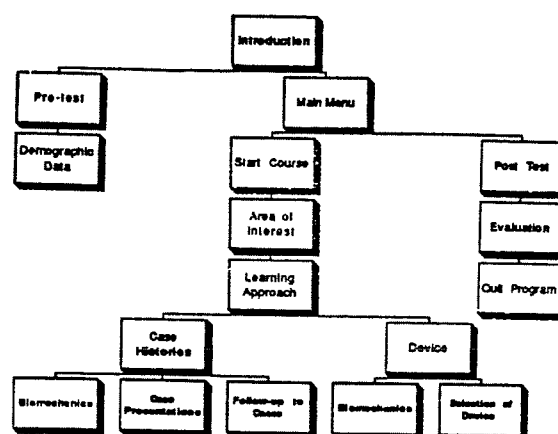 Introduction
Pre-test
Main Menu
Demographic
Data
Start Course
Post Test
Area of
Interest
Evaluation
Learning
Approach
Quit Program
Case
Histories
Device
Biomechanics
Case
Presentations
Follow-up to
Cases
Biomechanics
Selection of
Device